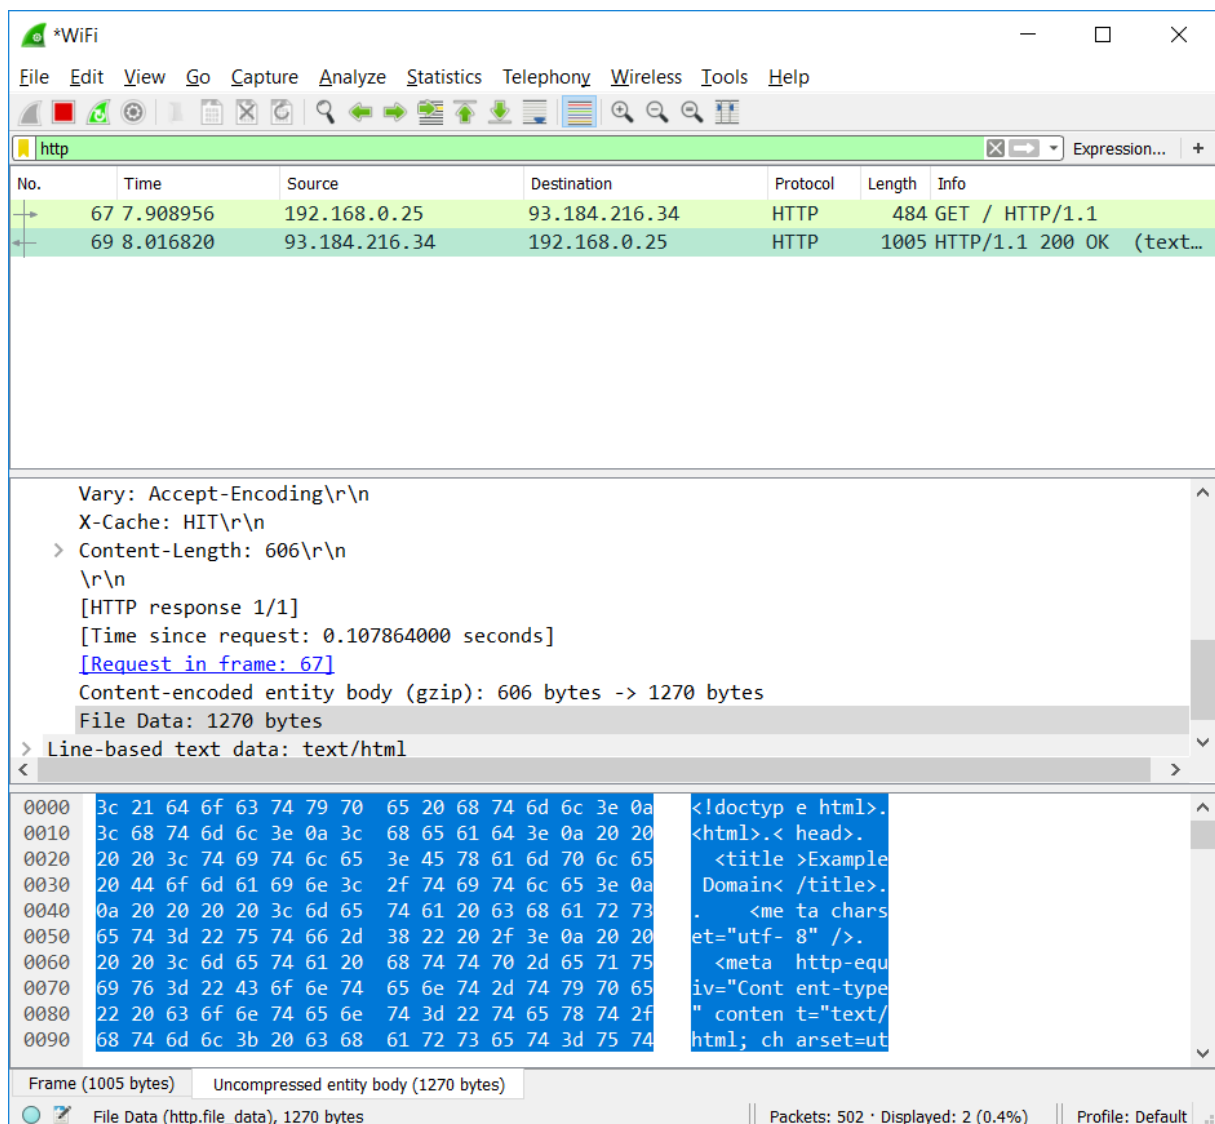 *WiFi
File Edit View Go Capture Analyze Statistics Telephony Wireless Tools Help
http Expression... +
No. Time Source Destination Protocol Length Info
67 7.908956 192.168.0.25 93.184.216.34 HTTP 484 GET / HTTP/1.1
69 8.016820 93.184.216.34 192.168.0.25 HTTP 1005 HTTP/1.1 200 OK (text…
Vary: Accept-Encoding\r\n
X-Cache: HIT\r\n
Content-Length: 606\r\n
\r\n
[HTTP response 1/1]
[Time since request: 0.107864000 seconds]
[Request in frame: 67]
Content-encoded entity body (gzip): 606 bytes -> 1270 bytes
File Data: 1270 bytes
Line-based text data: text/html
0000 3c 21 64 6f 63 74 79 70 65 20 68 74 6d 6c 3e 0a <!doctyp e html>.
0010 3c 68 74 6d 6c 3e 0a 3c 68 65 61 64 3e 0a 20 20 <html>.< head>.
0020 20 20 3c 74 69 74 6c 65 3e 45 78 61 6d 70 6c 65 <title >Example
0030 20 44 6f 6d 61 69 6e 3c 2f 74 69 74 6c 65 3e 0a Domain< /title>.
0040 0a 20 20 20 20 3c 6d 65 74 61 20 63 68 61 72 73 . <me ta chars
0050 65 74 3d 22 75 74 66 2d 38 22 20 2f 3e 0a 20 20 et="utf- 8" />.
0060 20 20 3c 6d 65 74 61 20 68 74 74 70 2d 65 71 75 <meta http-equ
0070 69 76 3d 22 43 6f 6e 74 65 6e 74 2d 74 79 70 65 iv="Cont ent-type
0080 22 20 63 6f 6e 74 65 6e 74 3d 22 74 65 78 74 2f " conten t="text/
0090 68 74 6d 6c 3b 20 63 68 61 72 73 65 74 3d 75 74 html; ch arset=ut
Frame (1005 bytes) Uncompressed entity body (1270 bytes)
File Data (http.file_data), 1270 bytes Packets: 502 · Displayed: 2 (0.4%) Profile: Default